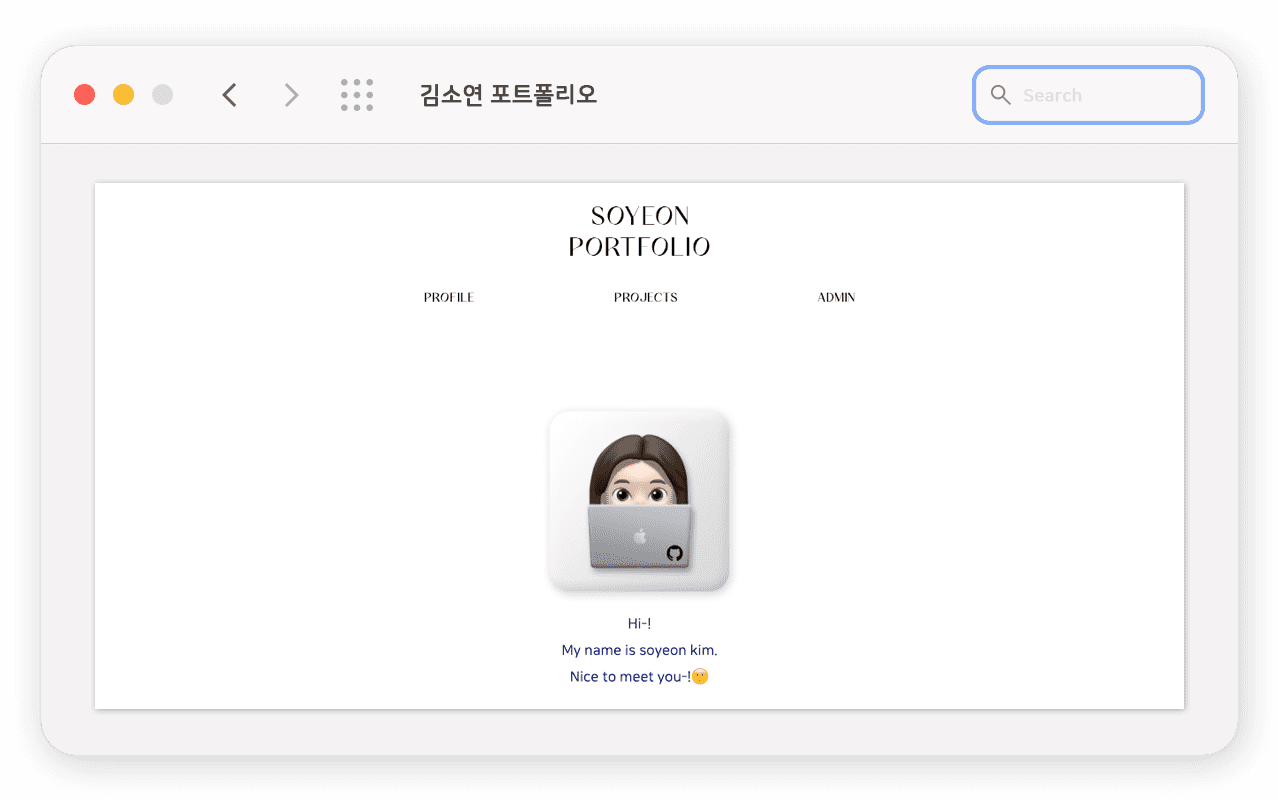 김소연 포트폴리오
Search
SOYEON
PORTFOLIO
PROFILE
PROJECTS
ADMIN
Hi-!
My name is soyeon kim.
Nice to meet you-!😶